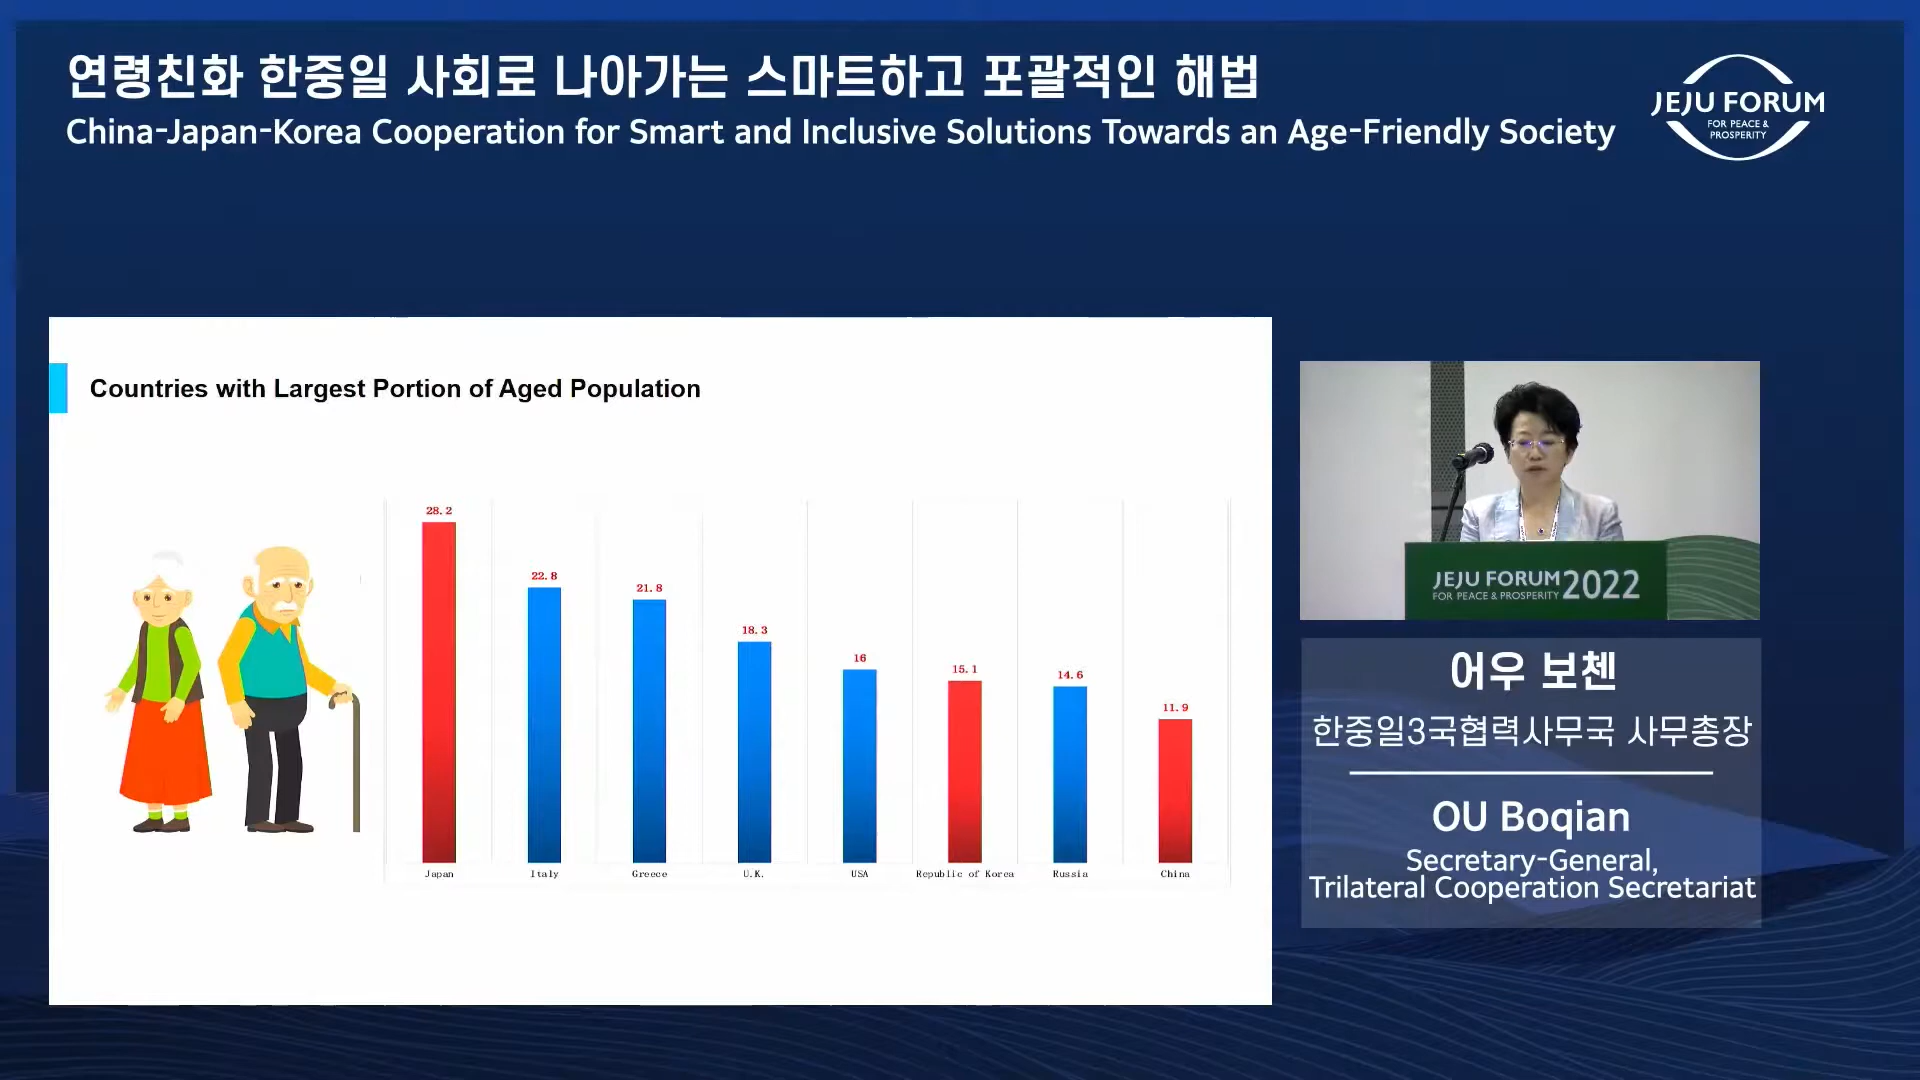 연령친화 한중일 사회로 나아가는 스마트하고 포괄적인 해법
China-Japan-Korea Cooperation for Smart and Inclusive Solutions Towards an Age-Friendly Society
JEJU FORUM
FOR PEACE &
PROSPERITY
Countries with Largest Portion of Aged Population
28.2
22.8
21.8
18.3
16
15.1
14.6
11.9
Japan
Italy
Greece
U.K.
USA
Republic of Korea
Russia
China
JEJU FORUM 2022
FOR PEACE & PROSPERITY
어우 보첸
한중일3국협력사무국 사무총장
OU Boqian
Secretary-General,
Trilateral Cooperation Secretariat